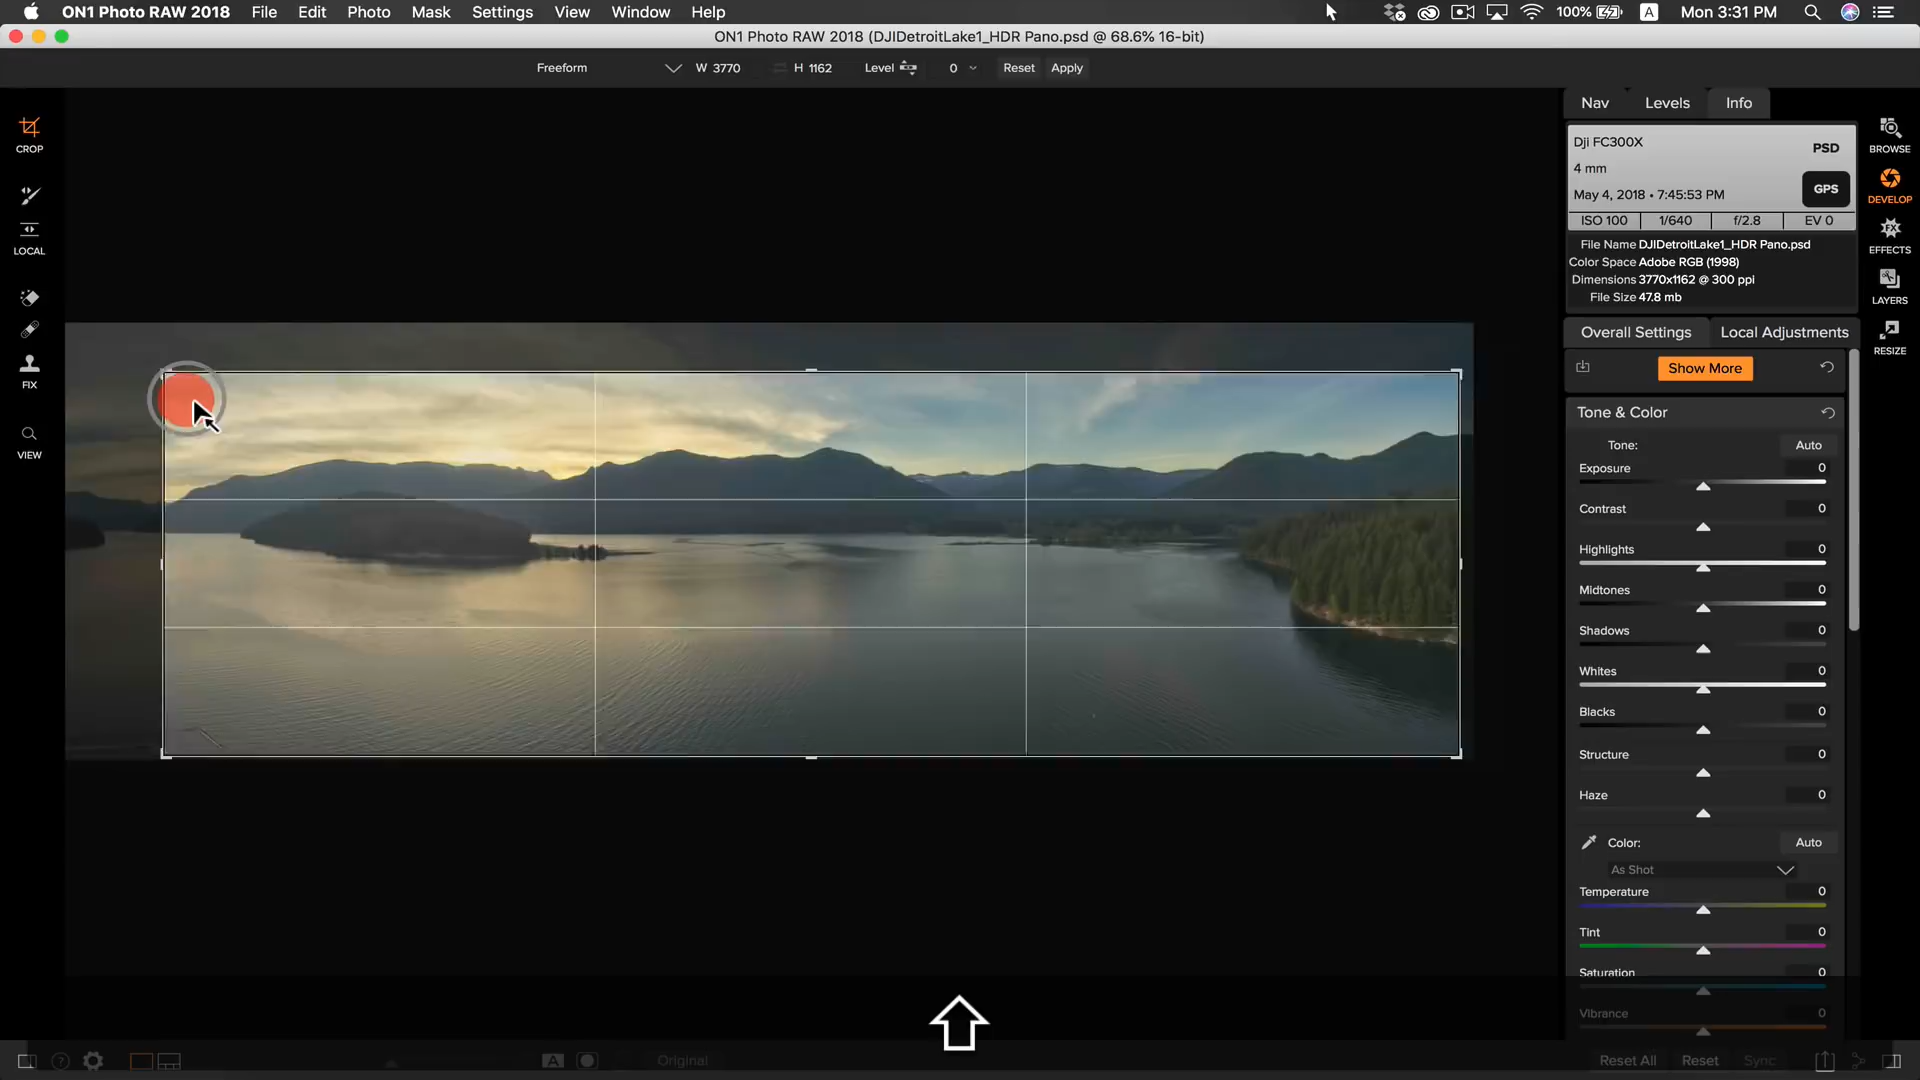 ON1 Photo RAW 2018 File Edit Photo Mask Settings View Window Help 100% A Mon 3:31 PM
ON1 Photo RAW 2018 (DJIDetroitLake1_HDR Pano.psd @ 68.6% 16-bit)
Freeform W 3770 H 1162 Level 0 Reset Apply
CROP
LOCAL
FIX
VIEW
Nav Levels Info
Dji FC300X PSD
4 mm
May 4, 2018 • 7:45:53 PM GPS
ISO 100 1/640 f/2.8 EV 0
File Name DJIDetroitLake1_HDR Pano.psd
Color Space Adobe RGB (1998)
Dimensions 3770x1162 @ 300 ppi
File Size 47.8 mb
Overall Settings Local Adjustments
Show More
Tone & Color
Tone: Auto
Exposure 0
Contrast 0
Highlights 0
Midtones 0
Shadows 0
Whites 0
Blacks 0
Structure 0
Haze 0
Color: Auto
As Shot
Temperature 0
Tint 0
Saturation 0
Vibrance 0
BROWSE
DEVELOP
FX
EFFECTS
LAYERS
RESIZE
? A Original Reset All Reset Sync